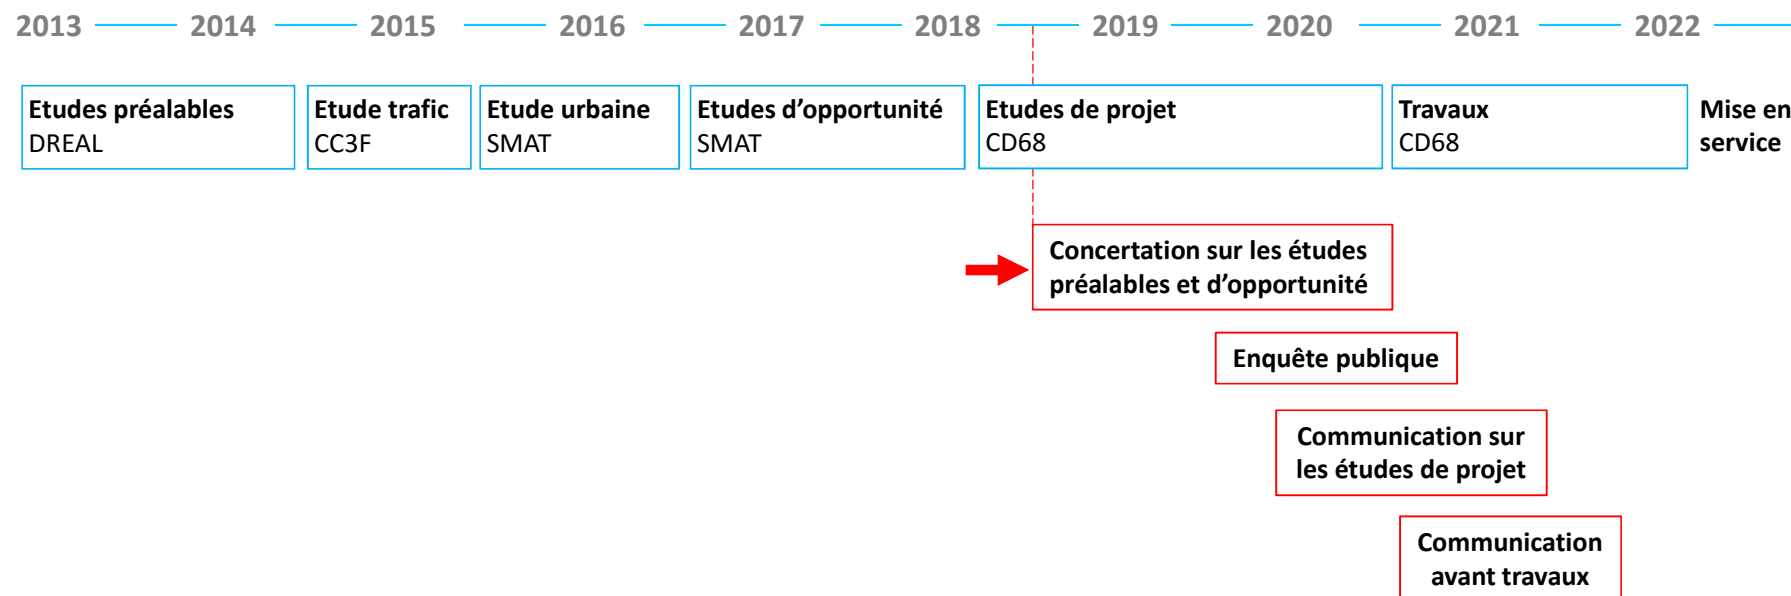 2013 2014 2015 2016 2017 2018 2019 2020 2021 2022
Etudes préalables
DREAL
Etude trafic
CC3F
Etude urbaine
SMAT
Etudes d’opportunité
SMAT
Etudes de projet
CD68
Travaux
CD68
Mise en
service
Concertation sur les études
préalables et d’opportunité
Enquête publique
Communication sur
les études de projet
Communication
avant travaux